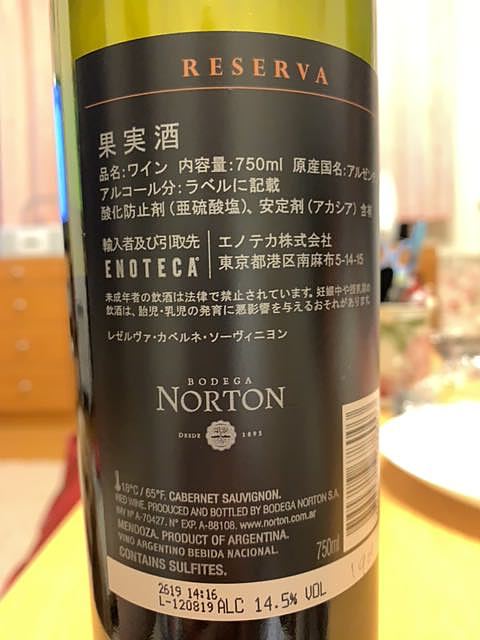 RESERVA
果実酒
品名:ワイン 内容量:750ml 原産国名:アルゼン
アルコール分:ラベルに記載
酸化防止剤(亜硫酸塩)、安定剤(アカシア)含有
輸入者及び引取先
ENOTECA
エノテカ株式会社
東京都港区南麻布5-14-15
未成年者の飲酒は法律で禁止されています。妊娠中や授乳期の
飲酒は、胎児・乳児の発育に悪影響を与えるおそれがあります。
レゼルヴァ・カベルネ・ソーヴィニヨン
BODEGA
NORTON
DESDE 1895
18°C / 65°F. CABERNET SAUVIGNON.
RED WINE. PRODUCED AND BOTTLED BY BODEGA NORTON S.A.
INV Nº A-70427. Nº EXP. A-88108. www.norton.com.ar
MENDOZA. PRODUCT OF ARGENTINA.
VINO ARGENTINO BEBIDA NACIONAL.
CONTAINS SULFITES.
750ml
2619 14:16
L-120819 ALC 14.5% VOL